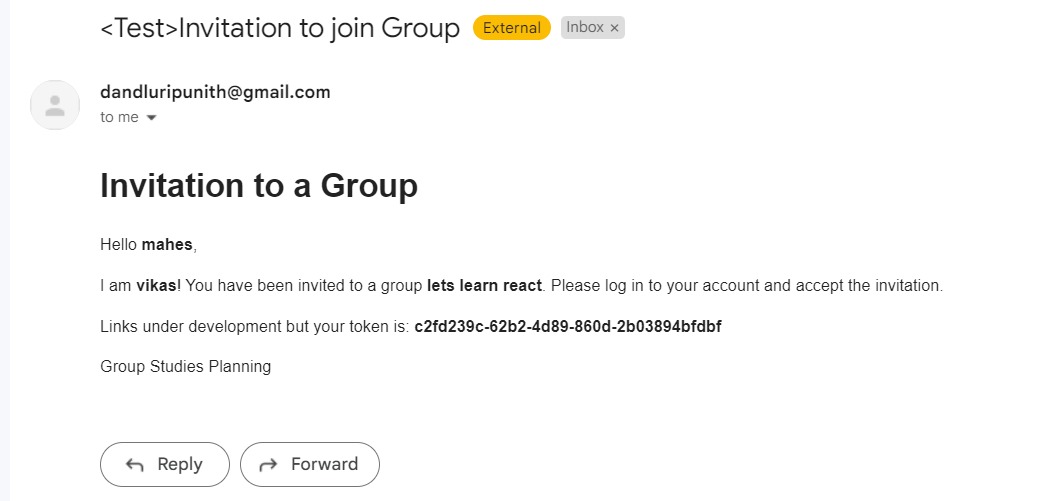 <Test>Invitation to join Group External Inbox ×
dandluripunith@gmail.com
to me
Invitation to a Group
Hello mahes,
I am vikas! You have been invited to a group lets learn react. Please log in to your account and accept the invitation.
Links under development but your token is: c2fd239c-62b2-4d89-860d-2b03894bfdbf
Group Studies Planning
Reply Forward